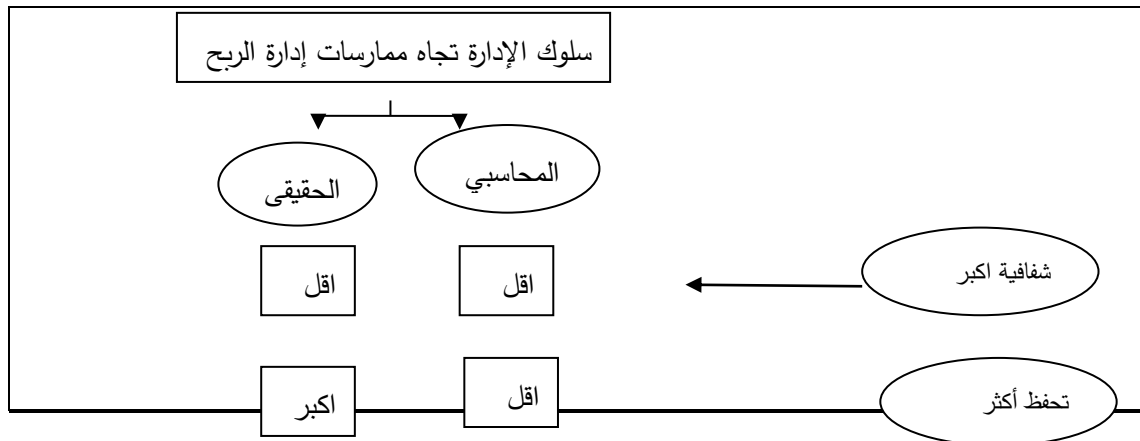 سلوك الإدارة تجاه ممارسات إدارة الربح
المحاسبي
الحقيقى
شفافية اكبر
اقل
اقل
تحفظ أكثر
اقل
اكبر